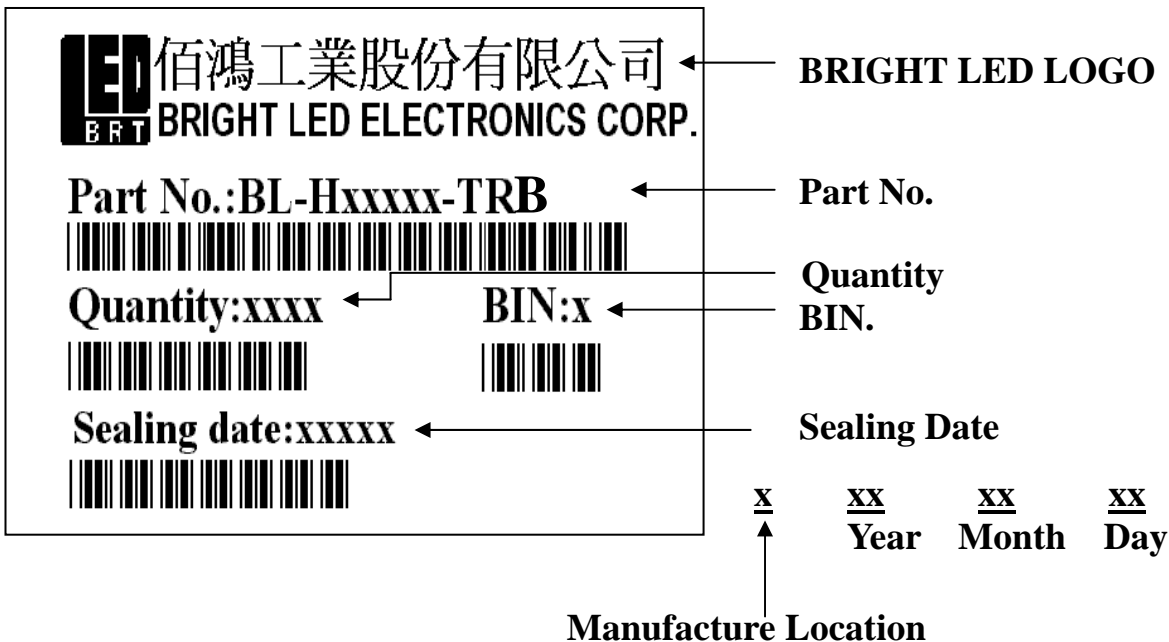 LED
BRT
佰鴻工業股份有限公司
BRIGHT LED ELECTRONICS CORP.
BRIGHT LED LOGO
Part No.:BL-Hxxxxx-TRB
Part No.
Quantity:xxxx
BIN:x
Quantity
BIN.
Sealing date:xxxxx
Sealing Date
x xx xx xx
Year Month Day
Manufacture Location